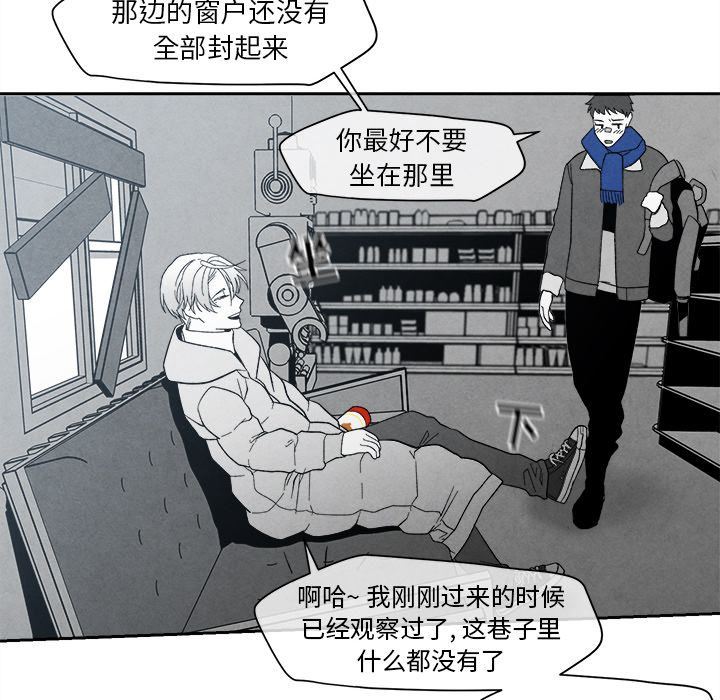 那边的窗户还没有
全部封起来
你最好不要
坐在那里
坐
下
啊哈~ 我刚刚过来的时候
已经观察过了, 这巷子里
什么都没有了